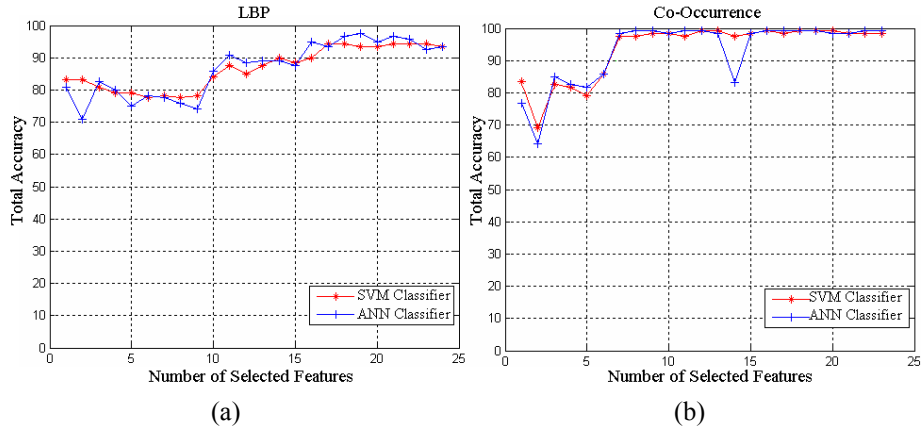 LBP
Total Accuracy
100
90
80
70
60
50
40
30
20
10
0
0 5 10 15 20 25
Number of Selected Features
SVM Classifier
ANN Classifier
(a)
Co-Occurrence
Total Accuracy
100
90
80
70
60
50
40
30
20
10
0
0 5 10 15 20 25
Number of Selected Features
SVM Classifier
ANN Classifier
(b)